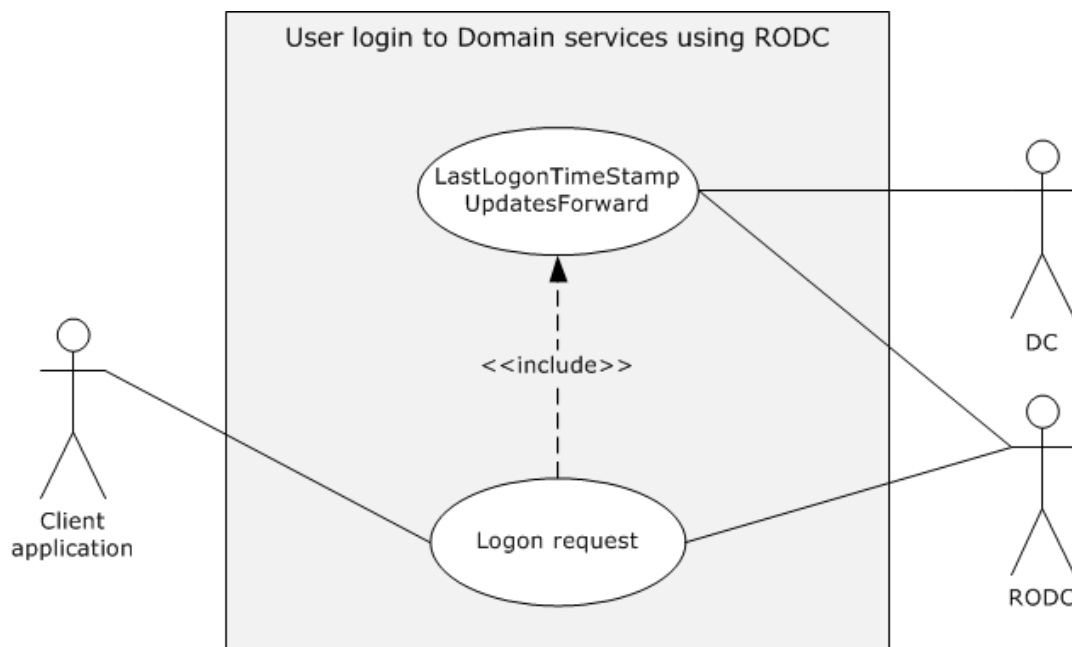 User login to Domain services using RODC
LastLogonTimeStamp
UpdatesForward
DC
<<include>>
Client
application
Logon request
RODC